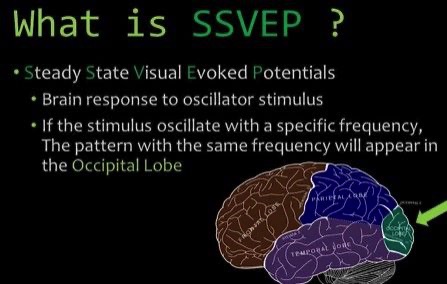 What is SSVEP ?
• Steady State Visual Evoked Potentials
• Brain response to oscillator stimulus
• If the stimulus oscillate with a specific frequency,
The pattern with the same frequency will appear in
the Occipital Lobe
PARIETAL LOBE
FRONTAL LOBE
OCCIPITAL
LOBE
TEMPORAL LOBE